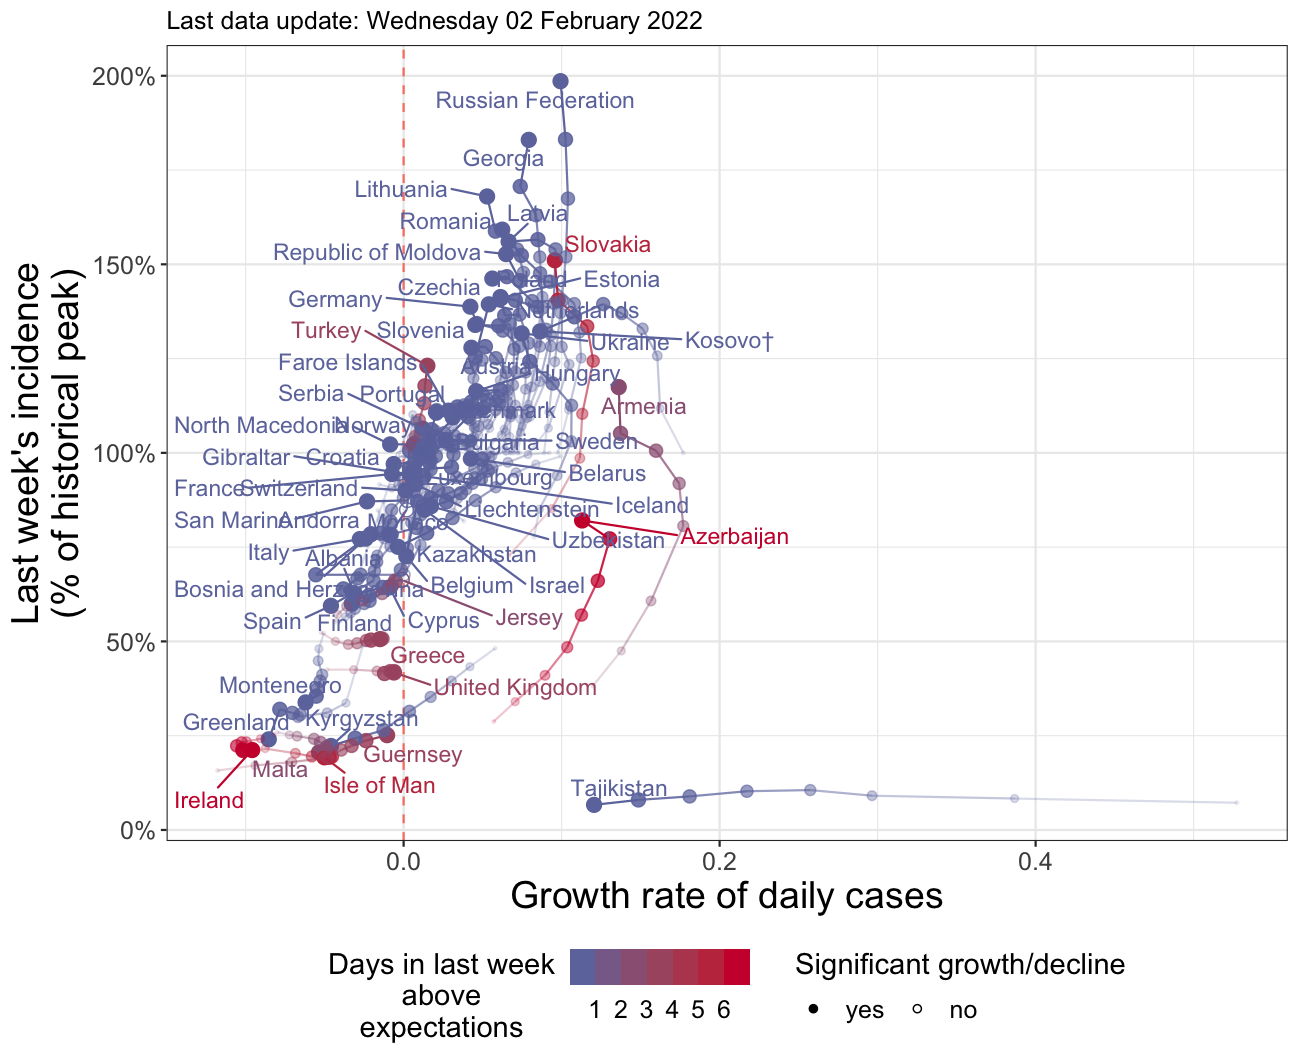 Last data update: Wednesday 02 February 2022
200%
150%
100%
50%
0%
Last week's incidence
(% of historical peak)
Russian Federation
Georgia
Lithuania
Latvia
Romania
Slovakia
Republic of Moldova
Estonia
Czechia
Germany
Netherlands
Turkey
Slovenia
Ukraine
Kosovo†
Faroe Islands
Austria
Hungary
Serbia
Portugal
Armenia
North Macedonia
Norway
Bulgaria
Sweden
Gibraltar
Croatia
Belarus
France
Switzerland
Luxembourg
Iceland
San Marino
Andorra
Monaco
Liechtenstein
Uzbekistan
Azerbaijan
Italy
Albania
Kazakhstan
Bosnia and Herzegovina
Belgium
Israel
Spain
Finland
Cyprus
Jersey
Greece
Montenegro
United Kingdom
Greenland
Kyrgyzstan
Guernsey
Malta
Isle of Man
Ireland
Tajikistan
0.0
0.2
0.4
Growth rate of daily cases
Days in last week
above
expectations
1 2 3 4 5 6
Significant growth/decline
yes
no